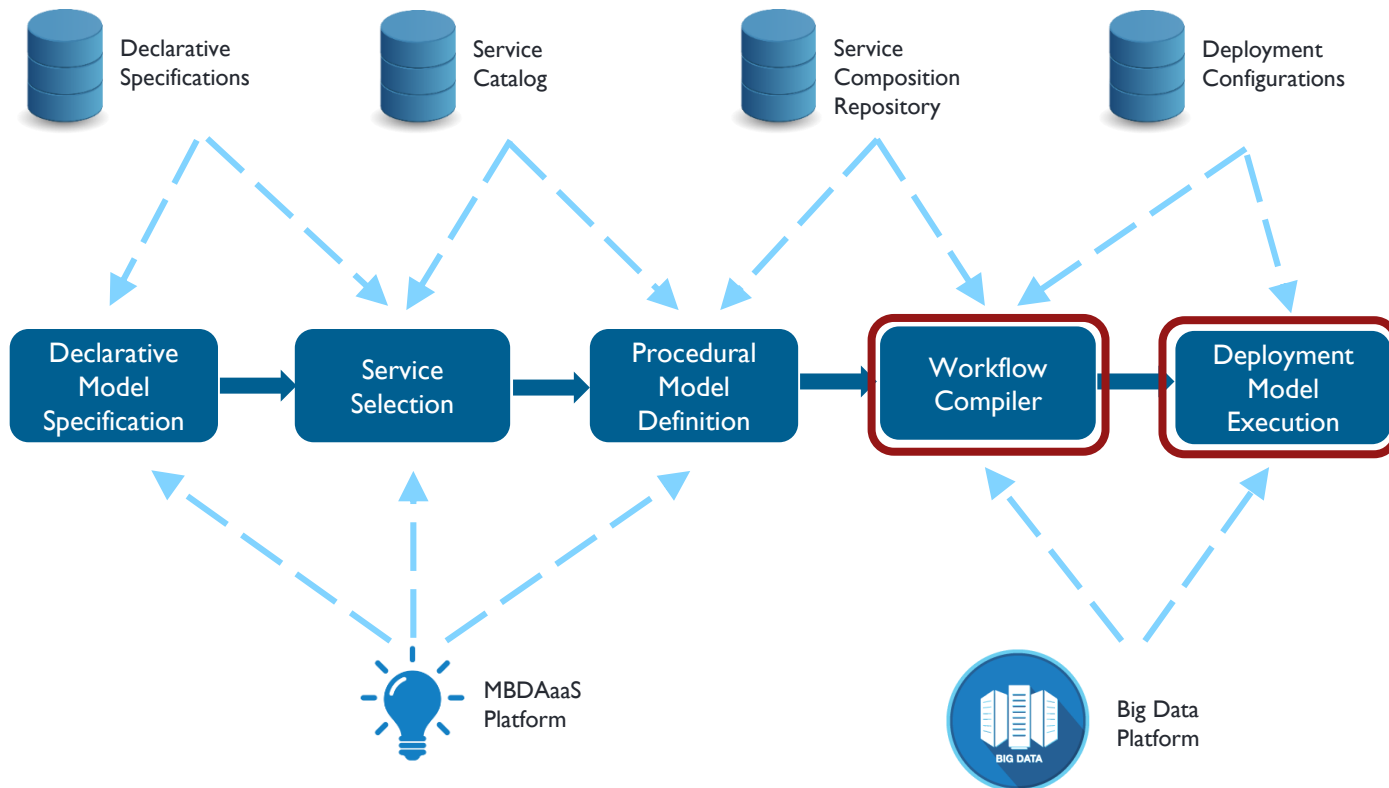 Declarative
Specifications
Service
Catalog
Service
Composition
Repository
Deployment
Configurations
Declarative
Model
Specification
Service
Selection
Procedural
Model
Definition
Workflow
Compiler
Deployment
Model
Execution
MBDAaaS
Platform
BIG DATA
Big Data
Platform